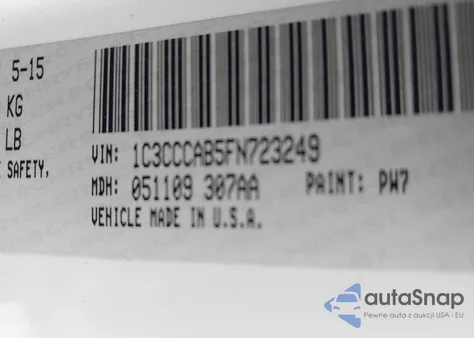 5-15
KG
LB
SAFETY,
VIN: 1C3CCCAB5FN723249
MDH: 051109 307AA PAINT: PW7
VEHICLE MADE IN U.S.A.
autaSnap
Pewne auta z aukcji USA i EU